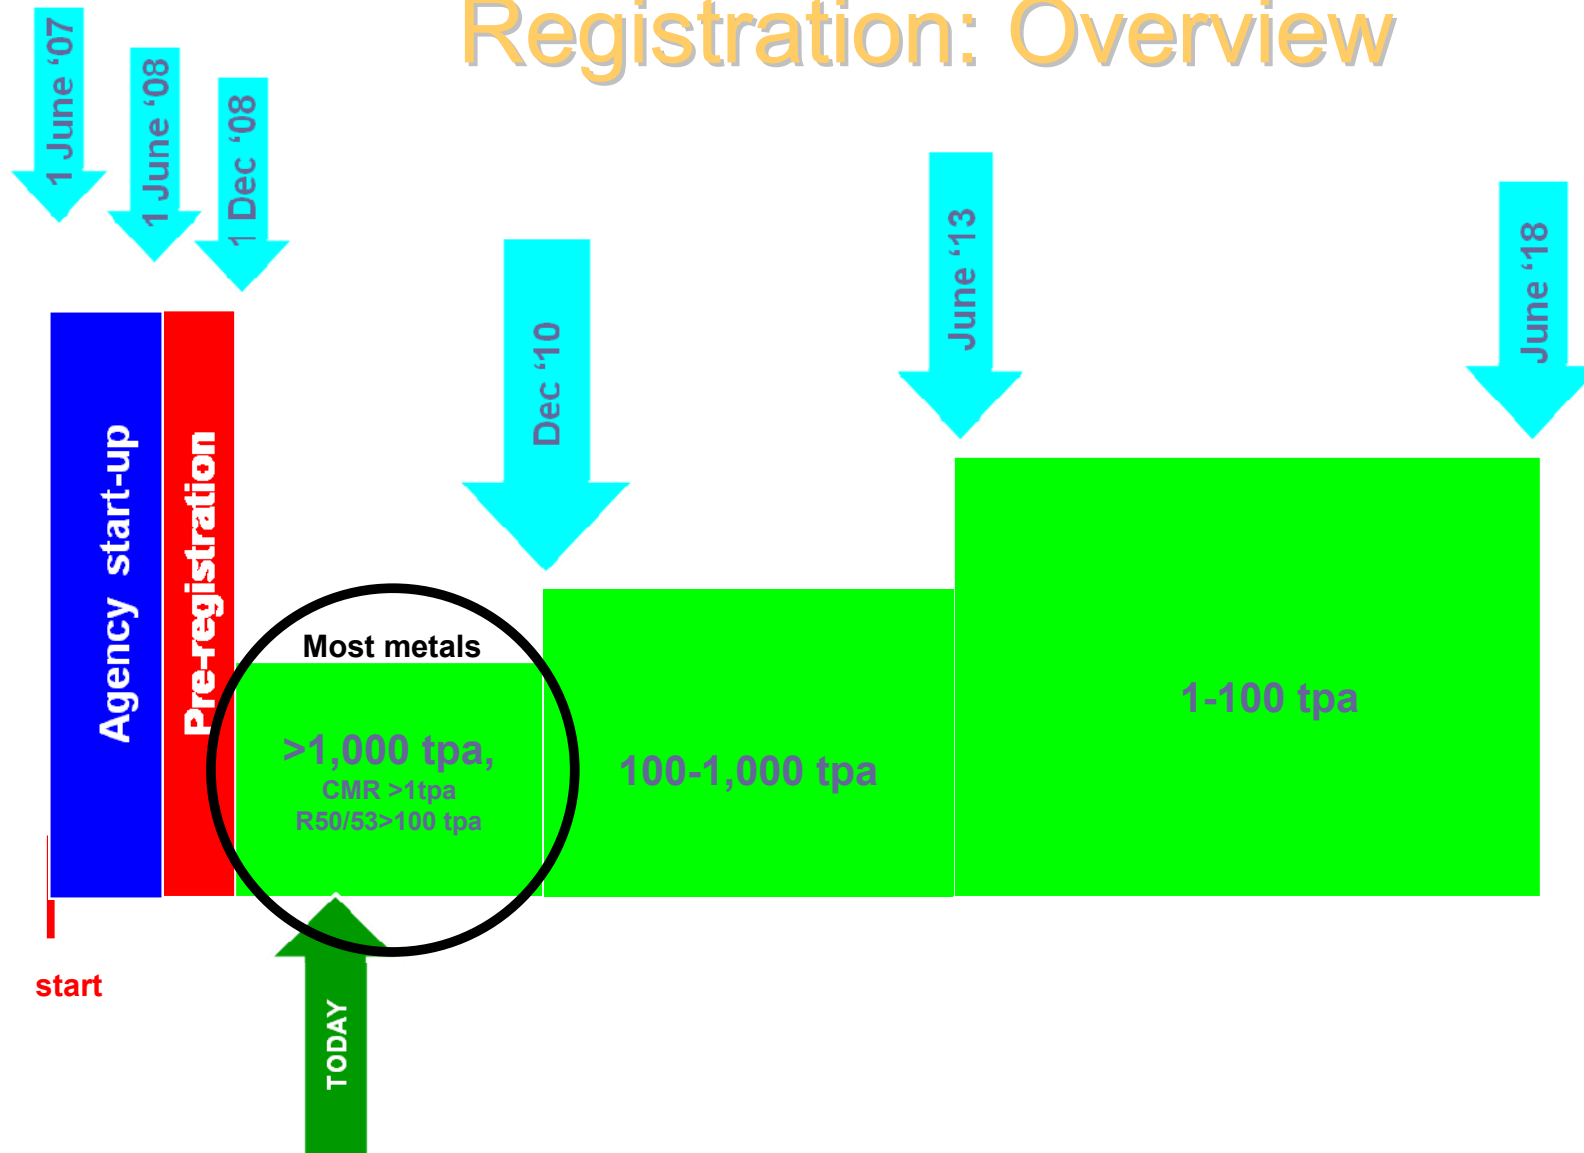 Registration: Overview
1 June ‘07
1 June ‘08
1 Dec ‘08
Dec ‘10
June ‘13
June ‘18
Agency start-up
Pre-registration
Most metals
>1,000 tpa,
CMR >1tpa
R50/53>100 tpa
100-1,000 tpa
1-100 tpa
start
TODAY